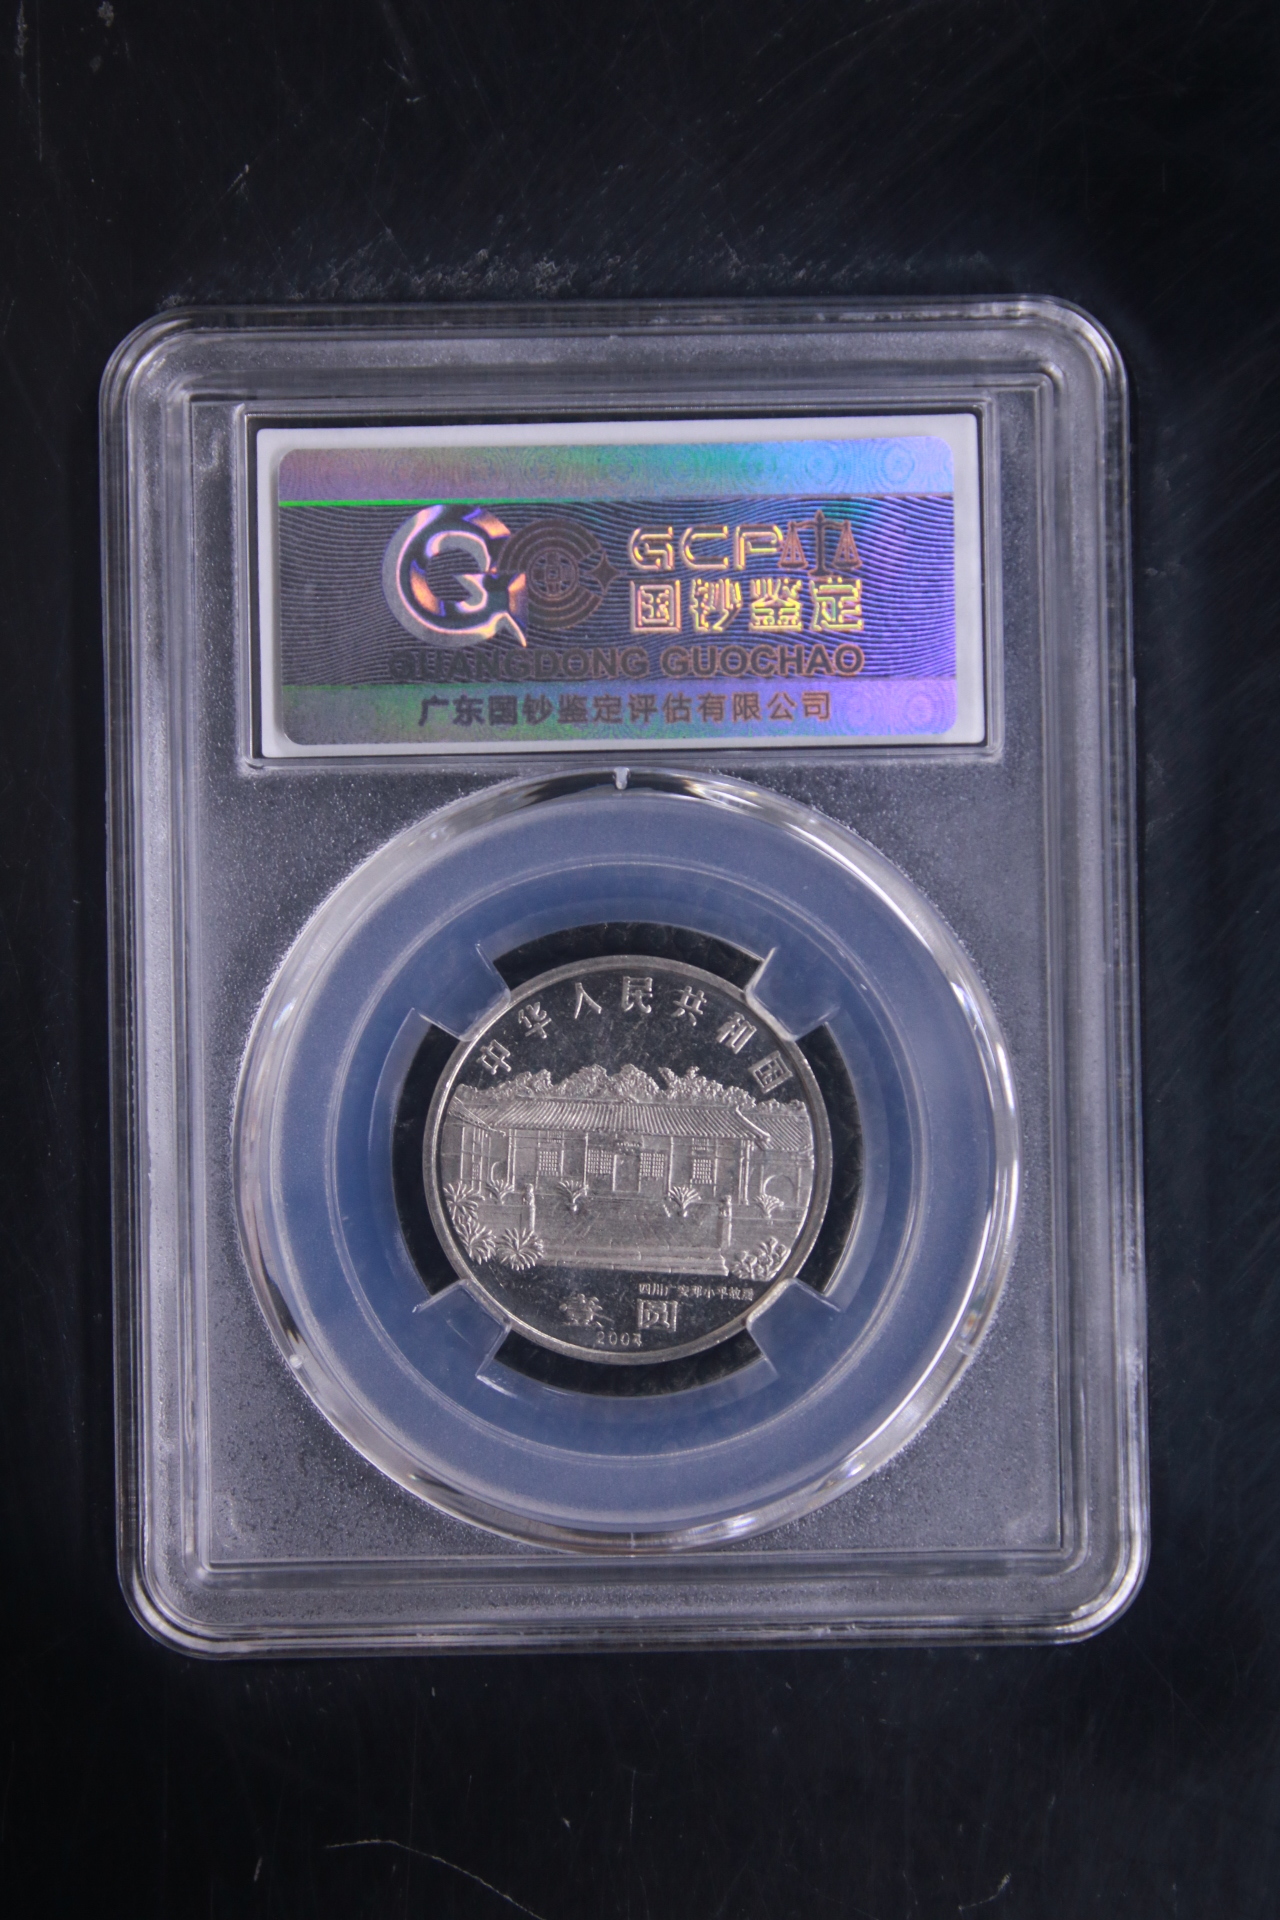 GCP
国钞鉴定
GUANGDONG GUOCHAO
广东国钞鉴定评估有限公司
中华人民共和国
四川广安邓小平故居
壹圆
2004